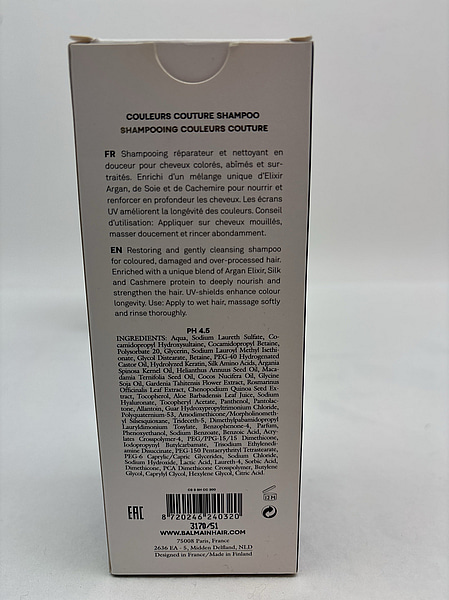 COULEURS COUTURE SHAMPOO
SHAMPOOING COULEURS COUTURE
FR Shampooing réparateur et nettoyant en
douceur pour cheveux colorés, abîmés et sur-
traités. Enrichi d'un mélange unique d'Elixir
Argan, de Soie et de Cachemire pour nourrir et
renforcer en profondeur les cheveux. Les écrans
UV améliorent la longévité des couleurs. Conseil
d'utilisation: Appliquer sur cheveux mouillés,
masser doucement et rincer abondamment.
EN Restoring and gently cleansing shampoo
for coloured, damaged and over-processed hair.
Enriched with a unique blend of Argan Elixir, Silk
and Cashmere protein to deeply nourish and
strengthen the hair. UV-shields enhance colour
longevity. Use: Apply to wet hair, massage softly
and rinse thoroughly.
PH 4.5
INGREDIENTS: Aqua, Sodium Laureth Sulfate, Co-
camidopropyl Hydroxysultaine, Cocamidopropyl Betaine,
Polysorbate 20, Glycerin, Sodium Lauroyl Methyl Isethi-
onate, Glycol Distearate, Betaine, PEG-40 Hydrogenated
Castor Oil, Hydrolyzed Keratin, Silk Amino Acids, Argania
Spinosa Kernel Oil, Helianthus Annuus Seed Oil, Maca-
damia Ternifolia Seed Oil, Cocos Nucifera Oil, Glycine
Soja Oil, Gardenia Tahitensis Flower Extract, Rosmarinus
Officinalis Leaf Extract, Chenopodium Quinoa Seed Ex-
tract, Tocopherol, Aloe Barbadensis Leaf Juice, Sodium
Hyaluronate, Tocopheryl Acetate, Panthenol, Pantolac-
tone, Allantoin, Guar Hydroxypropyltrimonium Chloride,
Polyquaternium-53, Amodimethicone/Morpholinomethyl
Silsesquioxane, Trideceth-5, Dimethylpabamidopropyl
Laurdimonium Tosylate, Benzophenone-4, Parfum,
Phenoxyethanol, Sodium Benzoate, Benzoic Acid, Acry-
lates Crosspolymer-4, PEG/PPG-15/15 Dimethicone,
Iodopropynyl Butylcarbamate, Trisodium Ethylenedi-
amine Disuccinate, PEG-150 Pentaerythrityl Tetrastearate,
PEG-6 Caprylic/Capric Glycerides, Sodium Chloride,
Sodium Hydroxide, Lactic Acid, Laureth-4, Sorbic Acid,
Dimethicone, PCA Dimethicone Crosspolymer, Butylene
Glycol, Caprylyl Glycol, Hexylene Glycol, Citric Acid.
EAC
8 720246 240320
12 M
3170/51
WWW.BALMAINHAIR.COM
75008 Paris, France
2636 EA - 5, Midden Delfland, NLD
Designed in France/Made in Finland